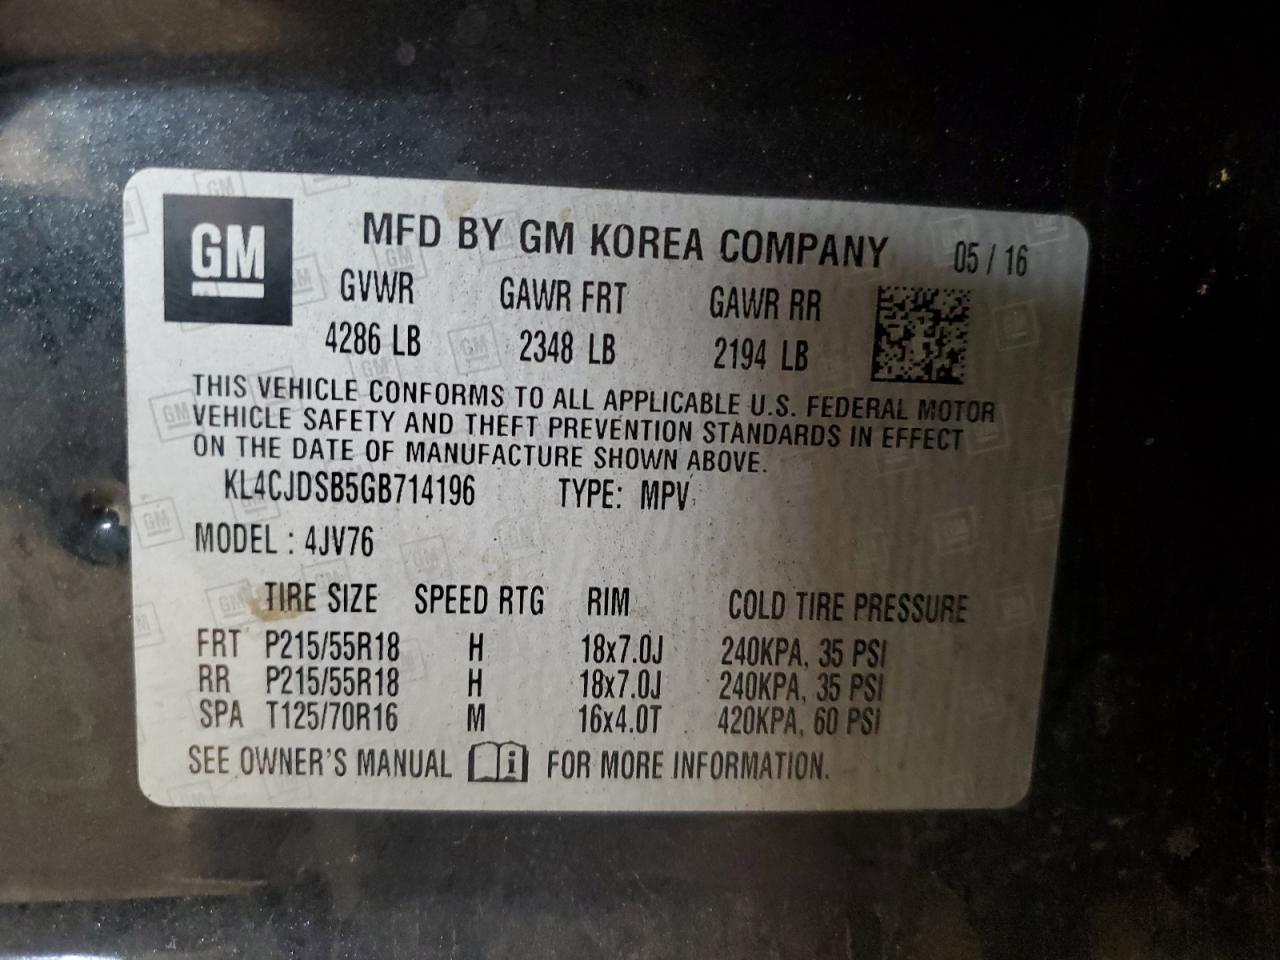 GM
MFD BY GM KOREA COMPANY 05 / 16
GVWR GAWR FRT GAWR RR
4286 LB 2348 LB 2194 LB
THIS VEHICLE CONFORMS TO ALL APPLICABLE U.S. FEDERAL MOTOR
VEHICLE SAFETY AND THEFT PREVENTION STANDARDS IN EFFECT
ON THE DATE OF MANUFACTURE SHOWN ABOVE.
KL4CJDSB5GB714196 TYPE: MPV
MODEL : 4JV76
TIRE SIZE SPEED RTG RIM COLD TIRE PRESSURE
FRT P215/55R18 H 18x7.0J 240KPA, 35 PSI
RR P215/55R18 H 18x7.0J 240KPA, 35 PSI
SPA T125/70R16 M 16x4.0T 420KPA, 60 PSI
SEE OWNER'S MANUAL i FOR MORE INFORMATION.